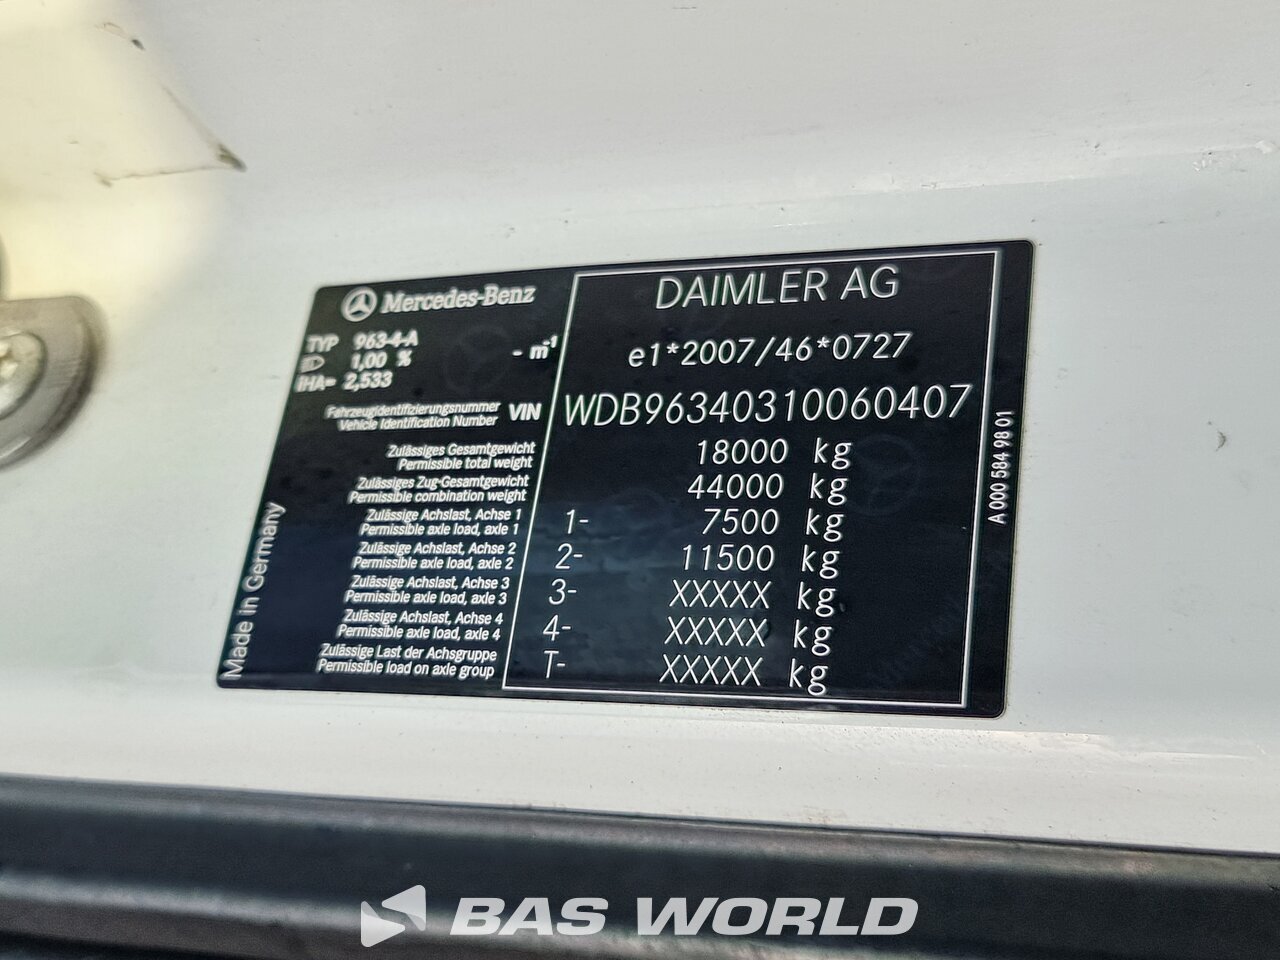 Mercedes-Benz
TYP 963-4-A
1,00 % - m-1
IHA= 2,533
DAIMLER AG
e1*2007/46*0727
Fahrzeugidentifizierungsnummer
Vehicle Identification Number
VIN WDB96340310060407
Zulässiges Gesamtgewicht
Permissible total weight
18000 kg
Zulässiges Zug-Gesamtgewicht
Permissible combination weight
44000 kg
Zulässige Achslast, Achse 1
Permissible axle load, axle 1
1- 7500 kg
Zulässige Achslast, Achse 2
Permissible axle load, axle 2
2- 11500 kg
Zulässige Achslast, Achse 3
Permissible axle load, axle 3
3- XXXXX kg
Zulässige Achslast, Achse 4
Permissible axle load, axle 4
4- XXXXX kg
Zulässige Last der Achsgruppe
Permissible load on axle group
T- XXXXX kg
Made in Germany
A 000 584 98 01
BAS WORLD